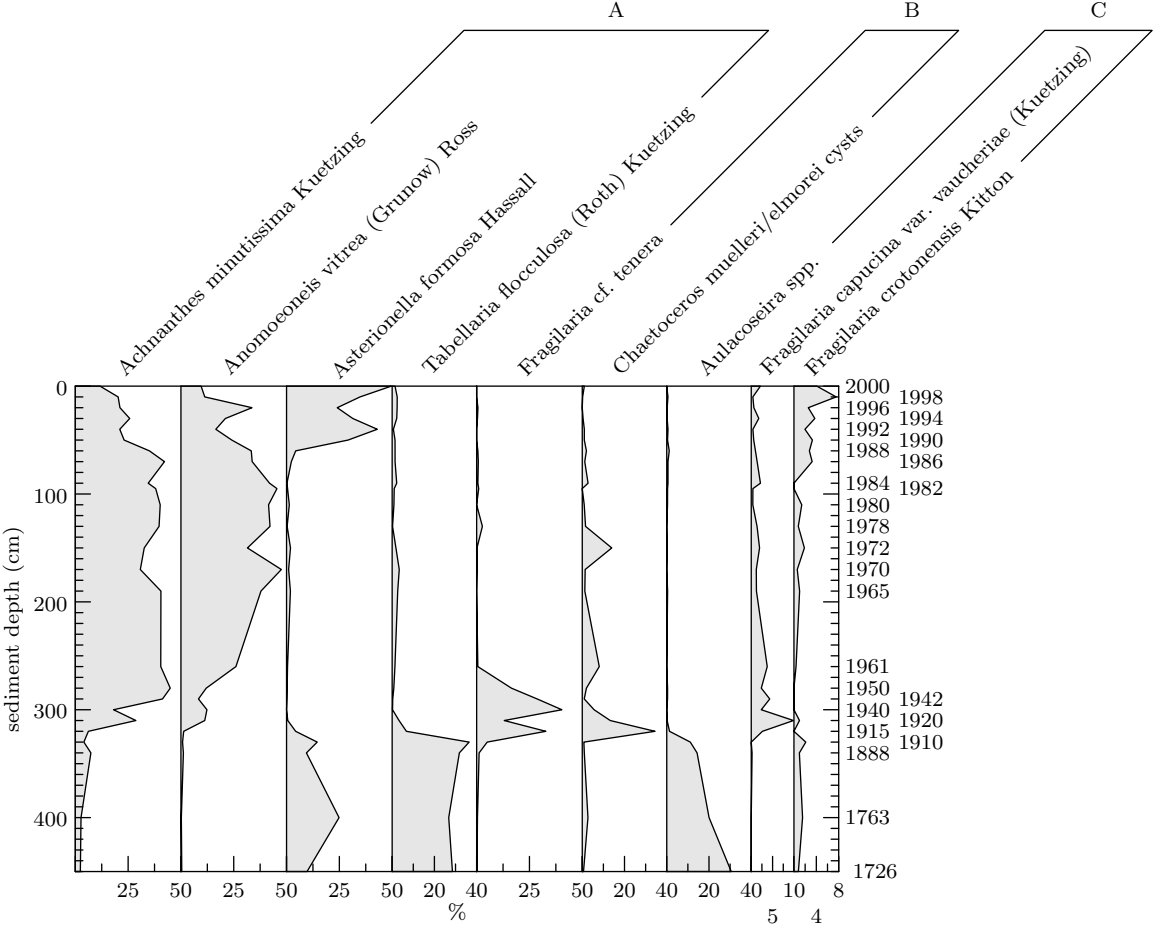 A B C
Achnanthes minutissima Kuetzing
Anomoeoneis vitrea (Grunow) Ross
Asterionella formosa Hassall
Tabellaria flocculosa (Roth) Kuetzing
Fragilaria cf. tenera
Chaetoceros muelleri/elmorei cysts
Aulacoseira spp.
Fragilaria capucina var. vaucheriae (Kuetzing)
Fragilaria crotonensis Kitton
sediment depth (cm)
0
100
200
300
400
2000
1998
1996
1994
1992
1990
1988
1986
1984
1982
1980
1978
1972
1970
1965
1961
1950
1942
1940
1920
1915
1910
1888
1763
1726
25 50 25 50 25 50 20 40 25 50 20 40 20 40 10 8
5 4
%